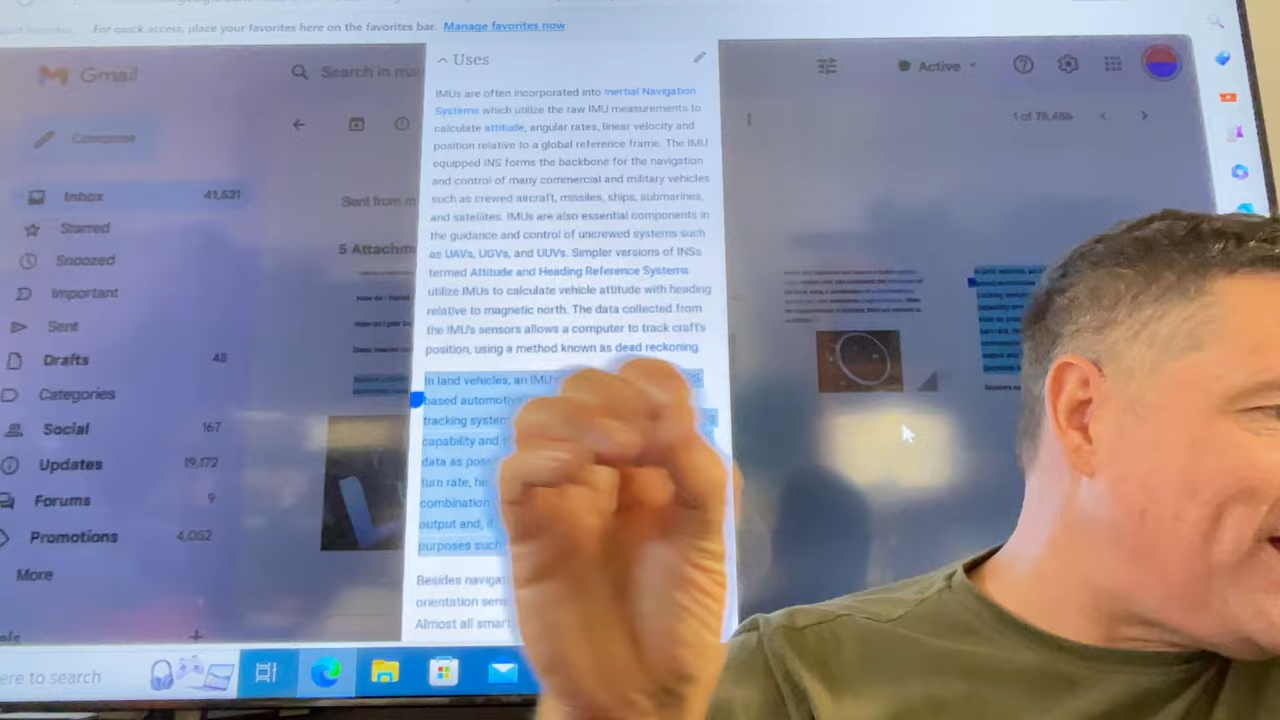 For quick access, place your favorites here on the favorites bar. Manage favorites now
Gmail
Search in mai
Active
Compose
1 of 78,486
Inbox 41,531
Starred
Snoozed
Important
Sent
Drafts 48
Categories
Social 167
Updates 19,172
Forums 9
Promotions 4,052
More
Sent from m
5 Attachm
Uses
IMUs are often incorporated into Inertial Navigation
Systems which utilize the raw IMU measurements to
calculate attitude, angular rates, linear velocity and
position relative to a global reference frame. The IMU
equipped INS forms the backbone for the navigation
and control of many commercial and military vehicles
such as crewed aircraft, missiles, ships, submarines,
and satellites. IMUs are also essential components in
the guidance and control of uncrewed systems such
as UAVs, UGVs, and UUVs. Simpler versions of INSs
termed Attitude and Heading Reference Systems
utilize IMUs to calculate vehicle attitude with heading
relative to magnetic north. The data collected from
the IMU's sensors allows a computer to track craft's
position, using a method known as dead reckoning.
In land vehicles, an IMU
based automotive
tracking system
capability and
data as
turn rate, he
combination
output and, if
purposes such
Besides naviga
orientation sens
Almost all smar
ere to search